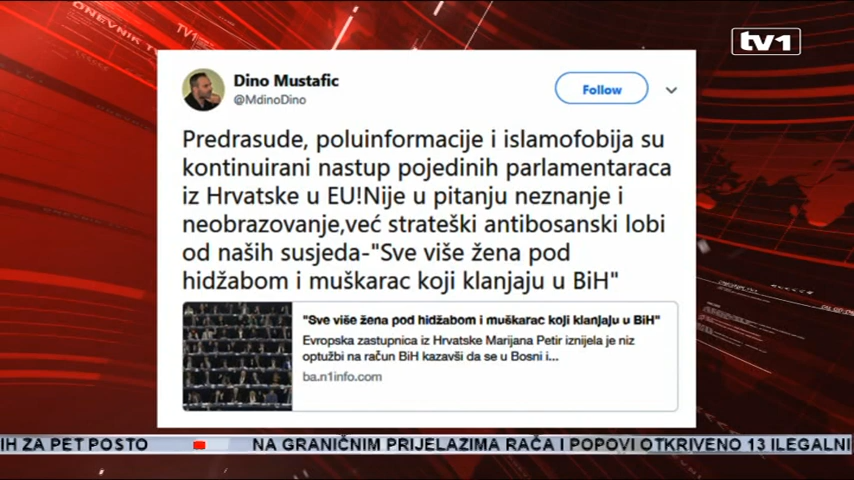 DNEVNIK TV
tv1
Dino Mustafic
@MdinoDino
Follow
Predrasude, poluinformacije i islamofobija su
kontinuirani nastup pojedinih parlamentaraca
iz Hrvatske u EU!Nije u pitanju neznanje i
neobrazovanje,već strateški antibosanski lobi
od naših susjeda-"Sve više žena pod
hidžabom i muškarac koji klanjaju u BiH"
"Sve više žena pod hidžabom i muškarac koji klanjaju u BiH"
Evropska zastupnica iz Hrvatske Marijana Petir iznijela je niz
optužbi na račun BiH kazavši da se u Bosni i...
ba.n1info.com
IH ZA PET POSTO
NA GRANIČNIM PRIJELAZIMA RAČA I POPOVI OTKRIVENO 13 ILEGALNI